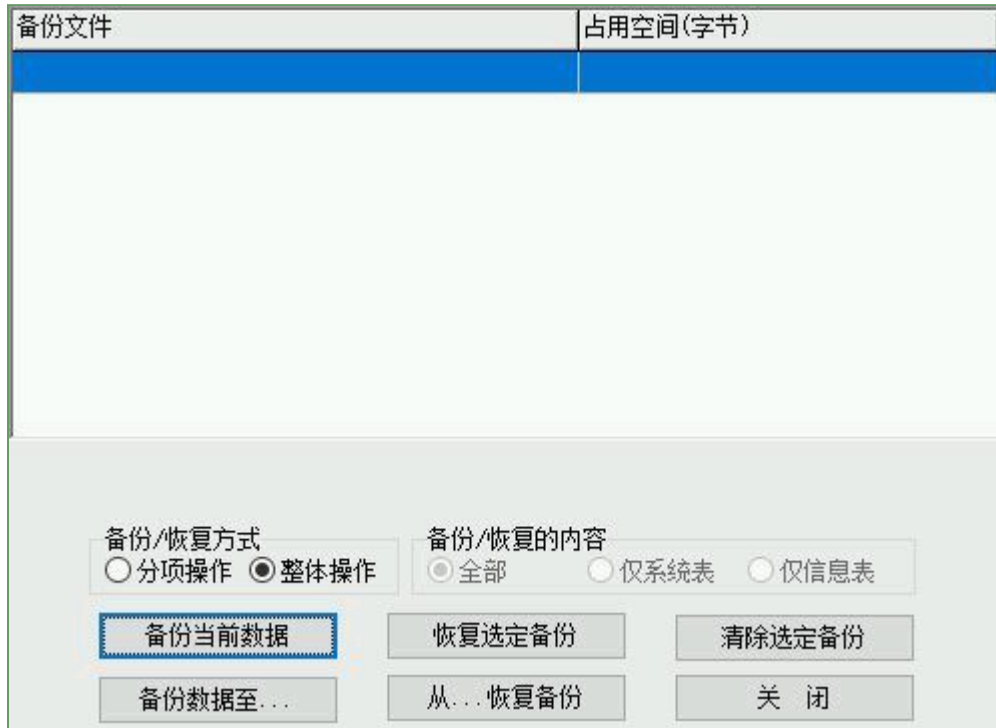 备份文件 占用空间(字节)
备份/恢复方式 备份/恢复的内容
分项操作 整体操作 全部 仅系统表 仅信息表
备份当前数据 恢复选定备份 清除选定备份
备份数据至... 从...恢复备份 关 闭